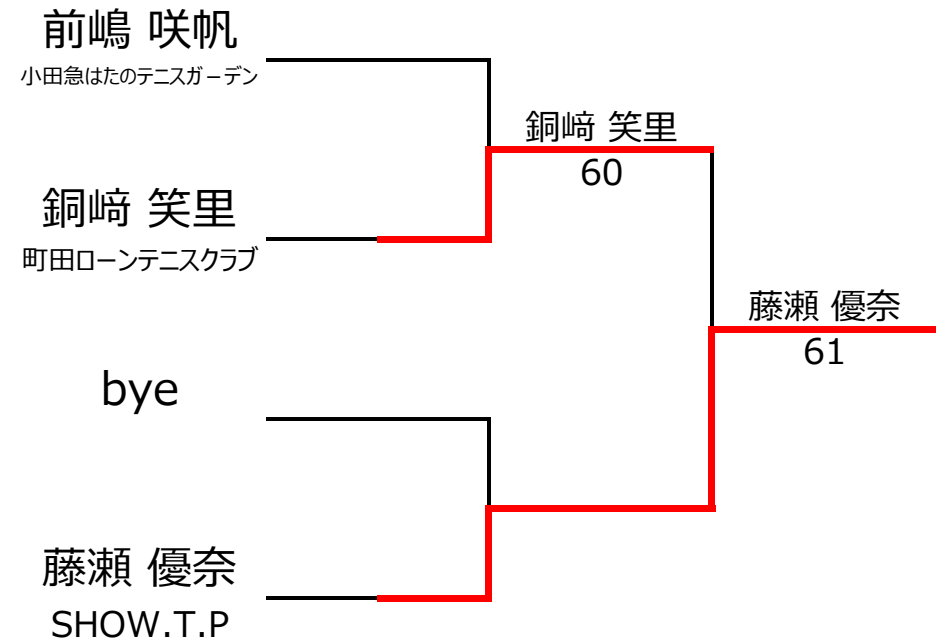 前嶋 咲帆
小田急はたのテニスガーデン
銅﨑 笑里
60
銅﨑 笑里
町田ローンテニスクラブ
藤瀬 優奈
61
bye
藤瀬 優奈
SHOW.T.P